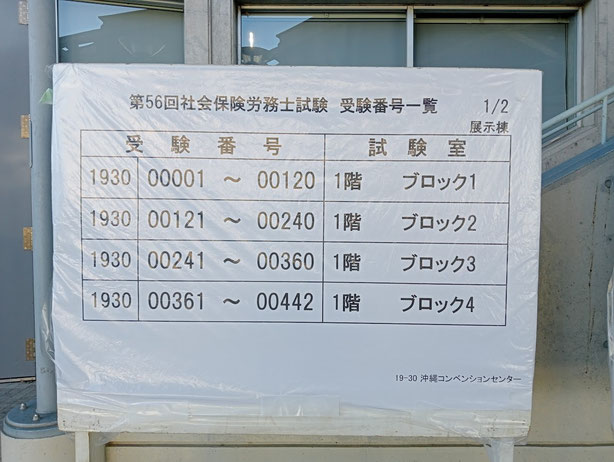 第56回社会保険労務士試験 受験番号一覧 1/2
展示棟
受験番号 試験室
1930 00001 ～ 00120 1階 ブロック1
1930 00121 ～ 00240 1階 ブロック2
1930 00241 ～ 00360 1階 ブロック3
1930 00361 ～ 00442 1階 ブロック4
19-30 沖縄コンベンションセンター